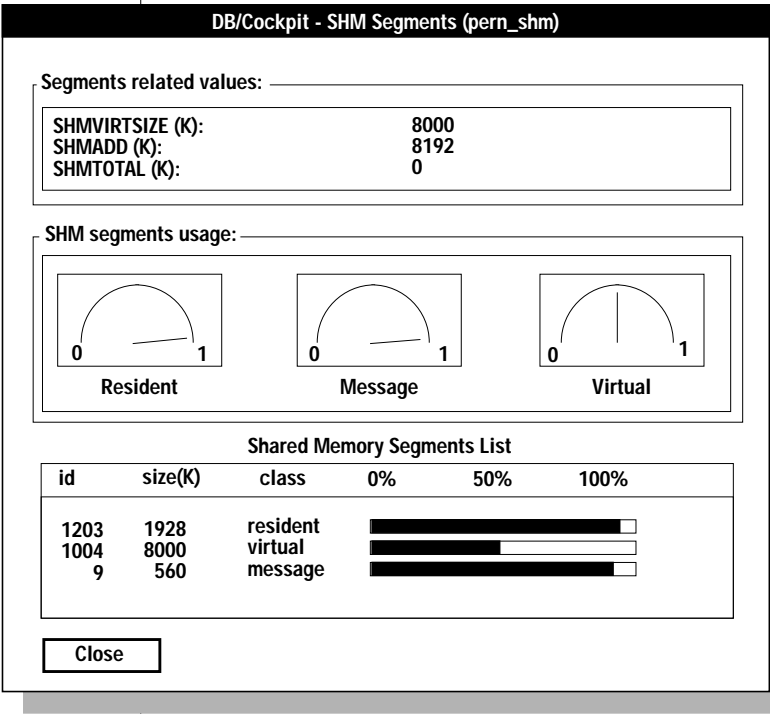 DB/Cockpit - SHM Segments (pern_shm)
Segments related values:
SHMVIRTSIZE (K): 8000
SHMADD (K): 8192
SHMTOTAL (K): 0
SHM segments usage:
0 1 0 1 0 1
Resident Message Virtual
Shared Memory Segments List
id size(K) class 0% 50% 100%
1203 1928 resident
1004 8000 virtual
9 560 message
Close